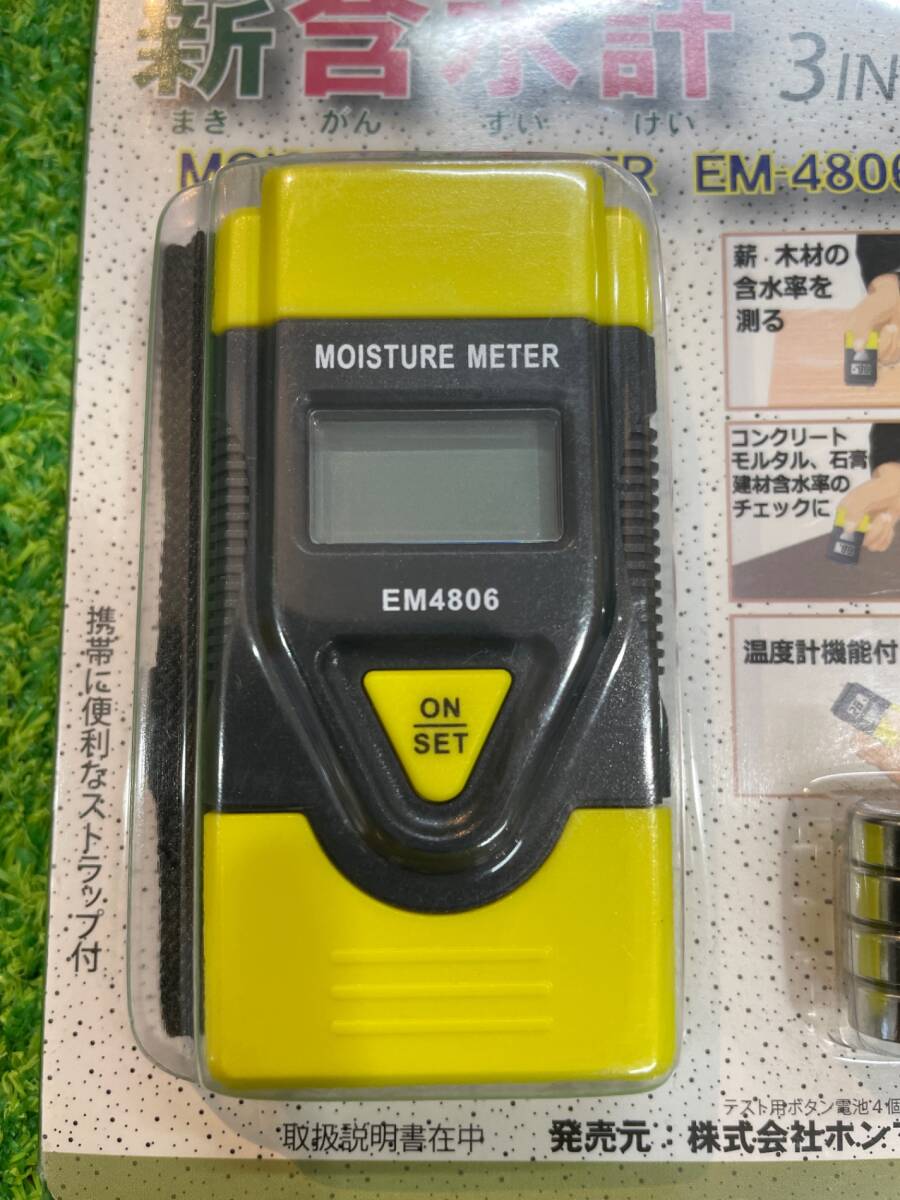 薪含水計 3 IN
まき がん すい けい
EM-4806
薪・木材の
含水率を
測る
MOISTURE METER
コンクリート
モルタル、石膏
建材含水率の
チェックに
EM4806
温度計機能付
ON
SET
携帯に便利なストラップ付
テスト用ボタン電池4個
取扱説明書在中 発売元：株式会社ホンマ